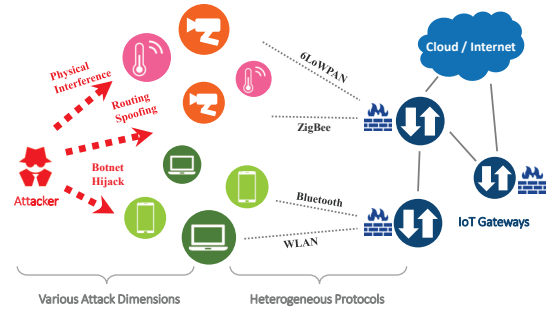 Cloud / Internet
Physical
Interference
6LoWPAN
Routing
Spoofing
ZigBee
Botnet
Hijack
Attacker
Bluetooth
WLAN
IoT Gateways
Various Attack Dimensions
Heterogeneous Protocols